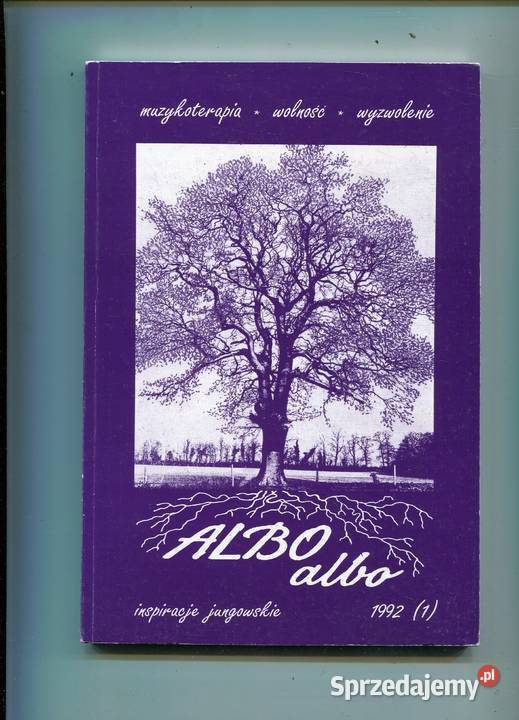 muzykoterapia * wolność * wyzwolenie
ALBO
albo
inspiracje jungowskie 1992 (1)
Sprzedajemy.pl